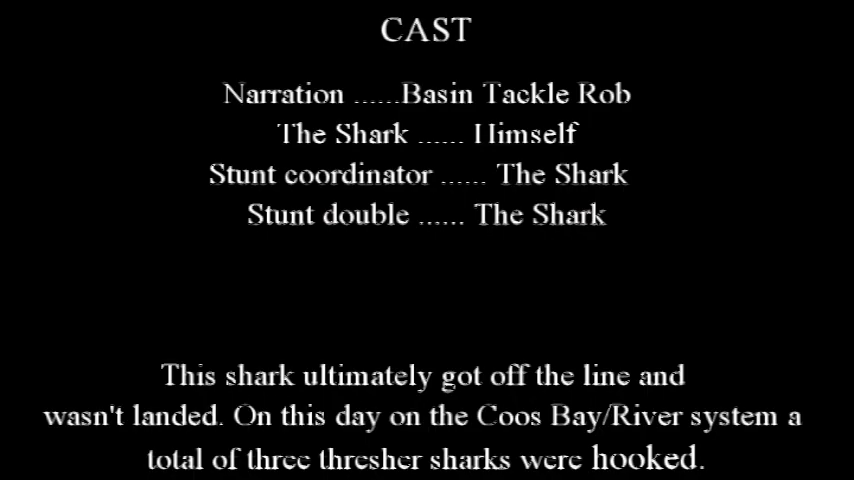 CAST
Narration ......Basin Tackle Rob
The Shark ...... Himself
Stunt coordinator ...... The Shark
Stunt double ...... The Shark
This shark ultimately got off the line and
wasn't landed. On this day on the Coos Bay/River system a
total of three thresher sharks were hooked.